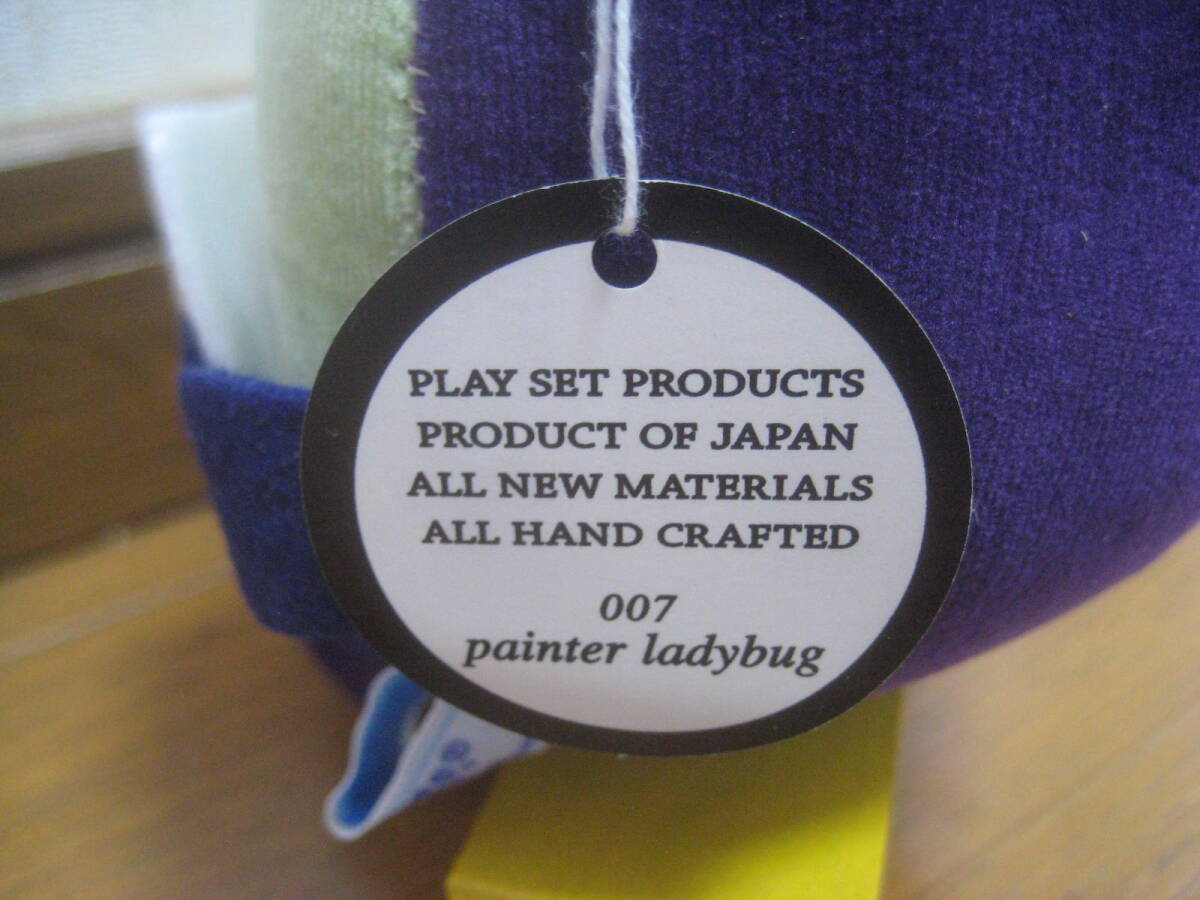 PLAY SET PRODUCTS
PRODUCT OF JAPAN
ALL NEW MATERIALS
ALL HAND CRAFTED
007
painter ladybug